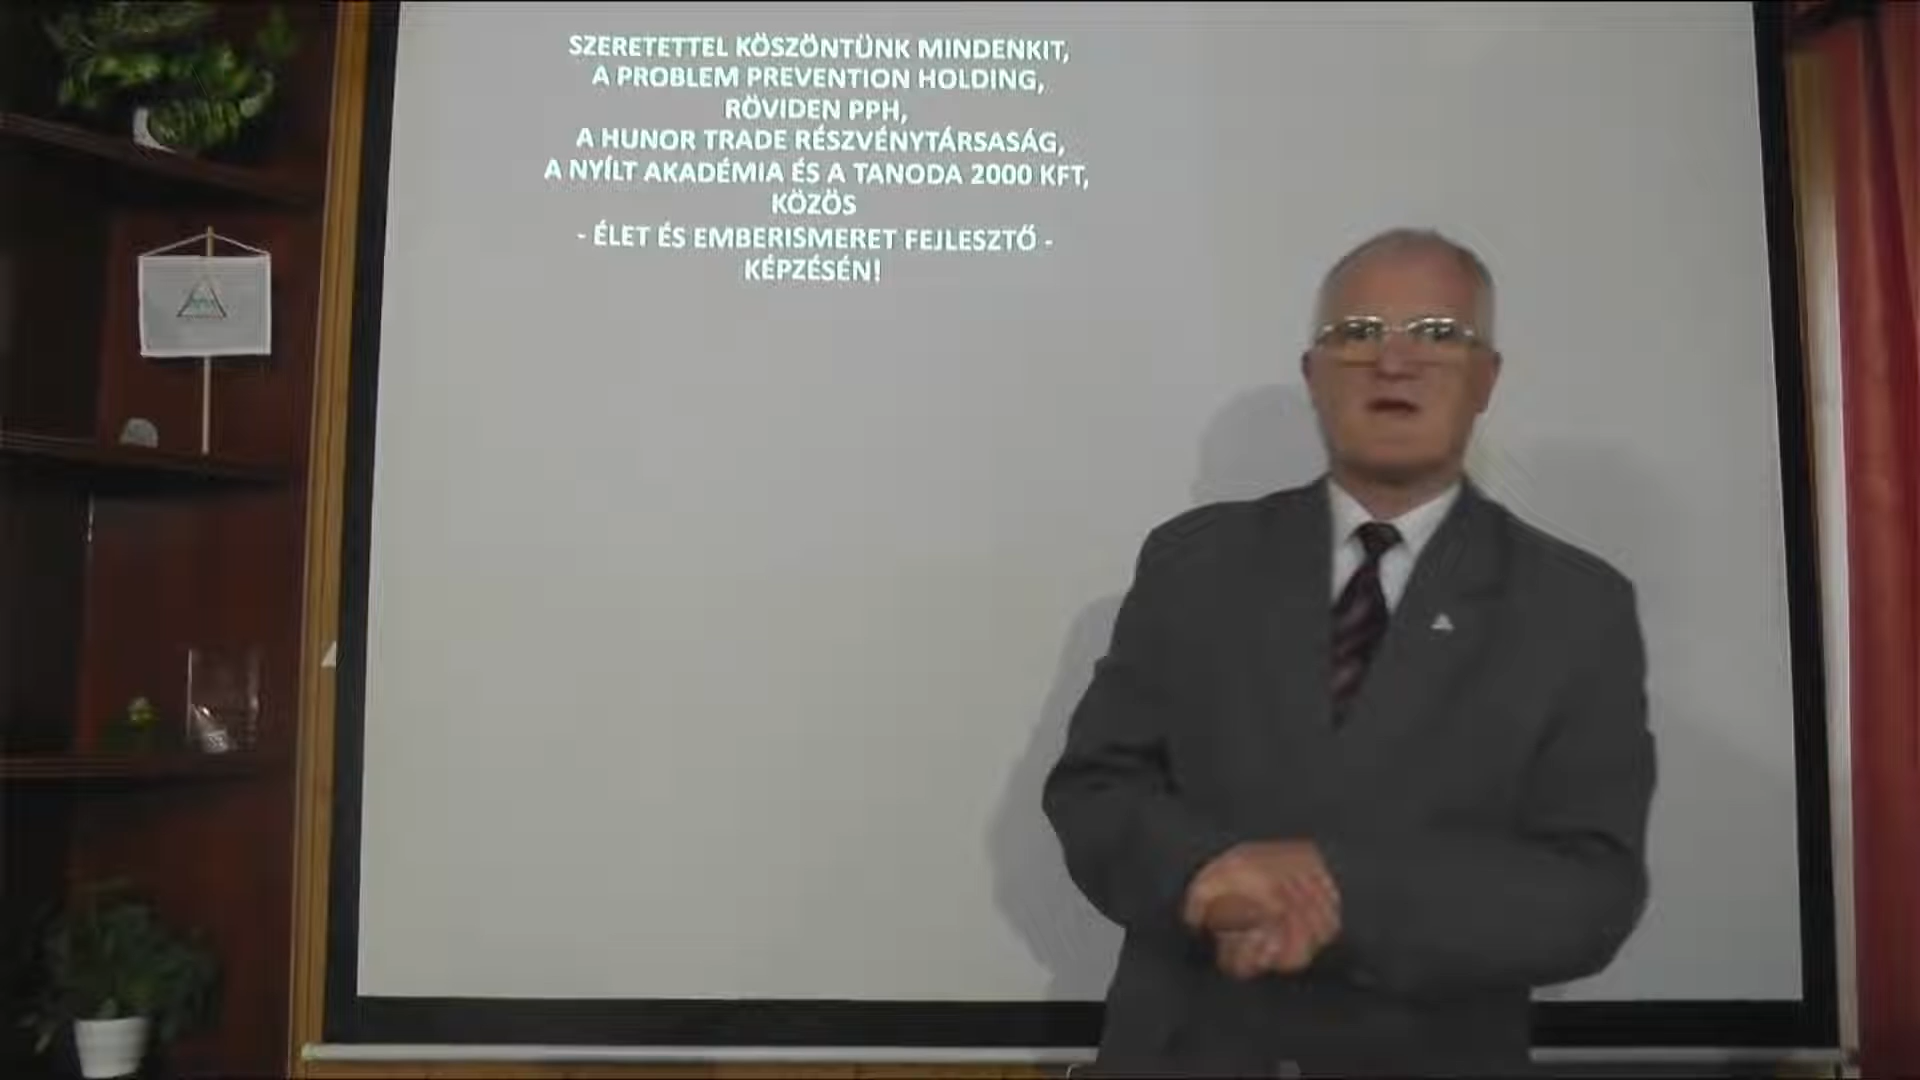 SZERETETTEL KÖSZÖNTÜNK MINDENKIT,
A PROBLEM PREVENTION HOLDING,
RÖVIDEN PPH,
A HUNOR TRADE RÉSZVÉNYTÁRSASÁG,
A NYÍLT AKADÉMIA ÉS A TANODA 2000 KFT,
KÖZÖS
- ÉLET ÉS EMBERISMERET FEJLESZTŐ -
KÉPZÉSÉN!